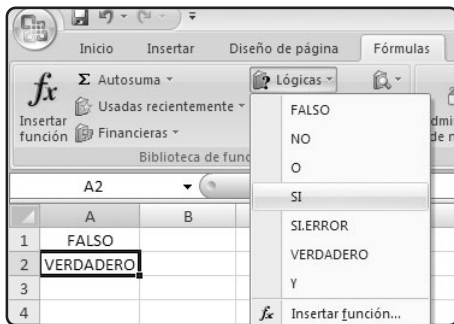 Inicio Insertar Diseño de página Fórmulas
fx Insertar función
Σ Autosuma
Usadas recientemente
Financieras
Lógicas
Biblioteca de func
FALSO
NO
O
SI
SI.ERROR
VERDADERO
Y
fx Insertar función...
A2
A B
1 FALSO
2 VERDADERO
3
4